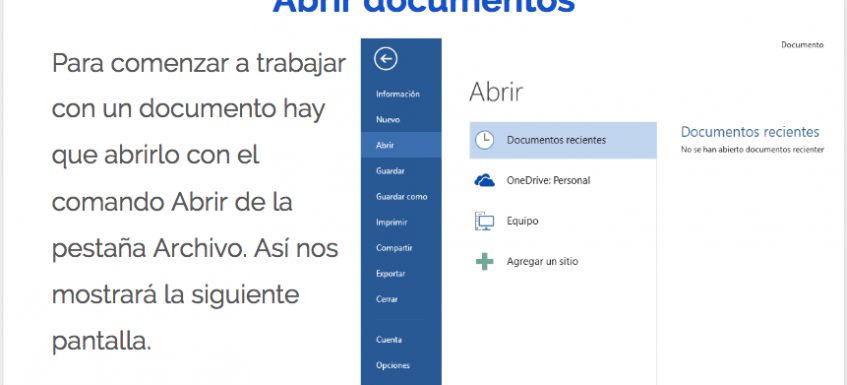 Abrir documentos
Para comenzar a trabajar
con un documento hay
que abrirlo con el
comando Abrir de la
pestaña Archivo. Así nos
mostrará la siguiente
pantalla.
Documento
Información
Nuevo
Abrir
Guardar
Guardar como
Imprimir
Compartir
Exportar
Cerrar
Cuenta
Opciones
Abrir
Documentos recientes
OneDrive: Personal
Equipo
Agregar un sitio
Documentos recientes
No se han abierto documentos recienter